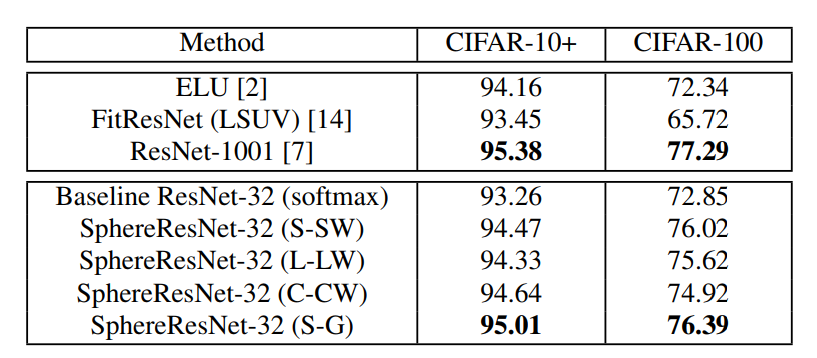 Method CIFAR-10+ CIFAR-100
ELU [2] 94.16 72.34
FitResNet (LSUV) [14] 93.45 65.72
ResNet-1001 [7] 95.38 77.29
Baseline ResNet-32 (softmax) 93.26 72.85
SphereResNet-32 (S-SW) 94.47 76.02
SphereResNet-32 (L-LW) 94.33 75.62
SphereResNet-32 (C-CW) 94.64 74.92
SphereResNet-32 (S-G) 95.01 76.39